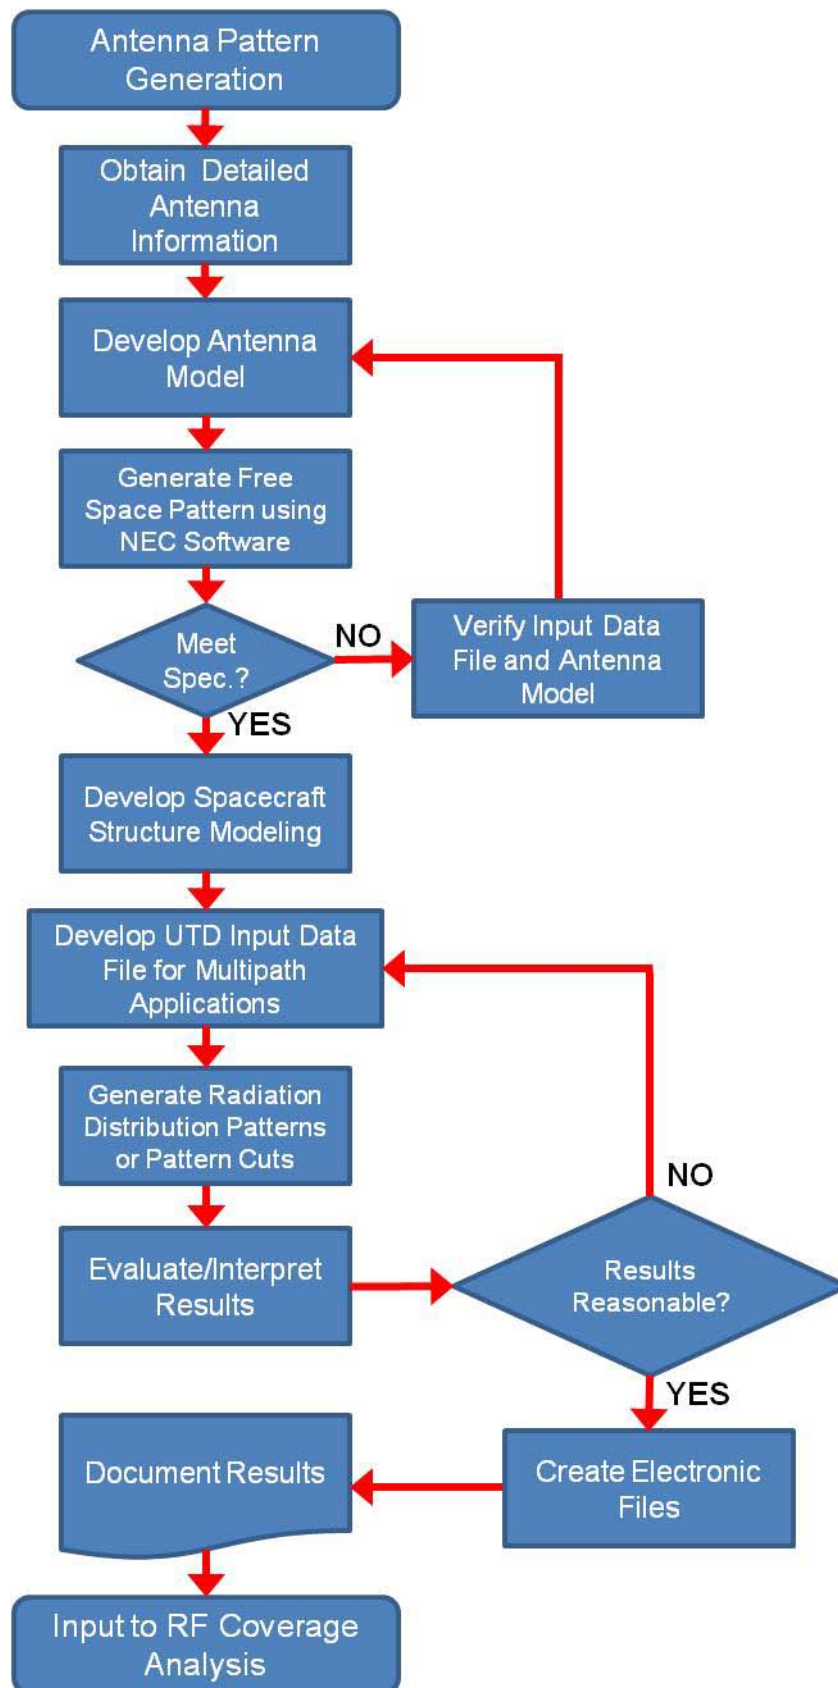 Antenna Pattern
Generation
Obtain Detailed
Antenna
Information
Develop Antenna
Model
Generate Free
Space Pattern using
NEC Software
Meet
Spec.?
NO
Verify Input Data
File and Antenna
Model
YES
Develop Spacecraft
Structure Modeling
Develop UTD Input Data
File for Multipath
Applications
Generate Radiation
Distribution Patterns
or Pattern Cuts
Evaluate/Interpret
Results
NO
Results
Reasonable?
YES
Create Electronic
Files
Document Results
Input to RF Coverage
Analysis